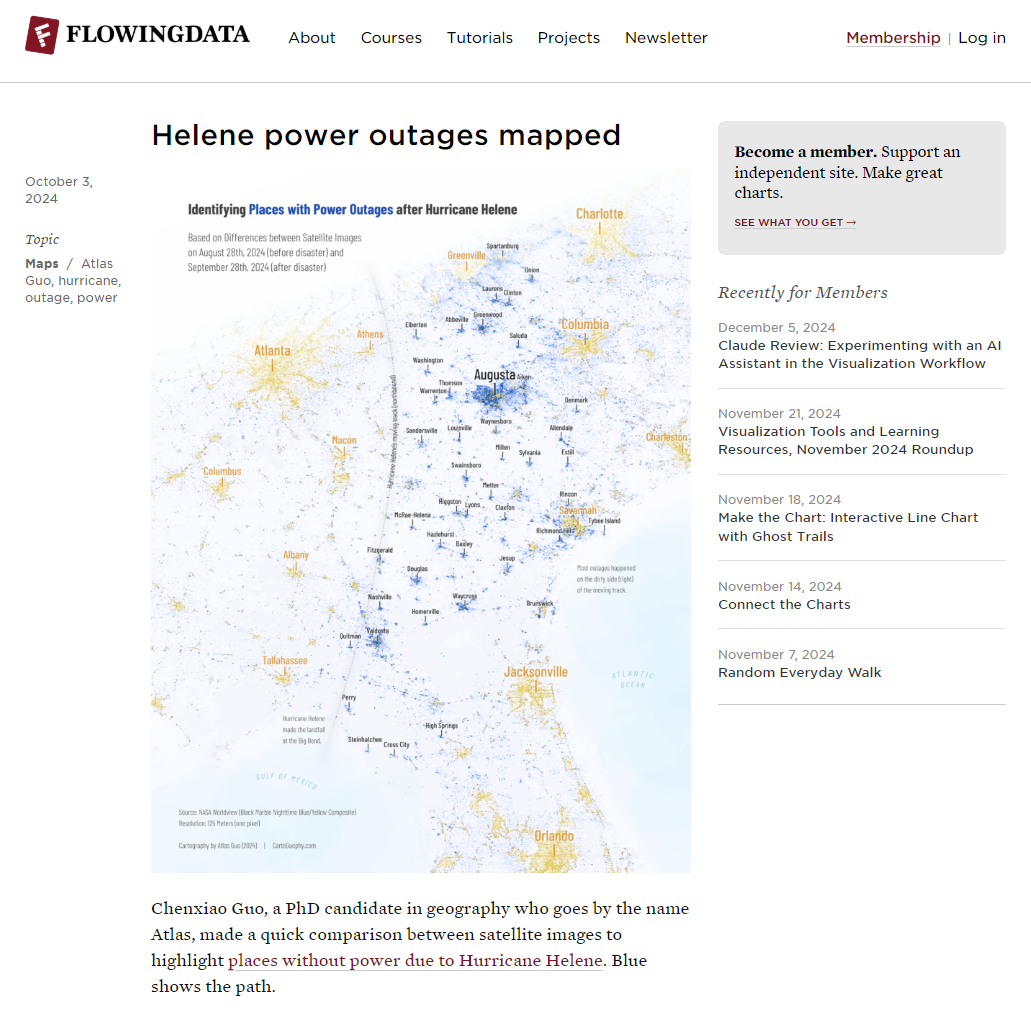 FLOWINGDATA
About
Courses
Tutorials
Projects
Newsletter
Membership | Log in
Helene power outages mapped
October 3,
2024
Topic
Maps / Atlas
Guo, hurricane,
outage, power
Identifying Places with Power Outages after Hurricane Helene
Based on Differences between Satellite Images
on August 28th, 2024 (before disaster) and
September 28th, 2024 (after disaster)
Charlotte
Spartanburg
Greenville
Union
Laurens
Clinton
Greenwood
Abbeville
Elberton
Columbia
Athens
Saluda
Atlanta
Washington
Augusta
Aiken
Thomson
Warrenton
Denmark
Hurricane Helene's moving track (northbound)
Waynesboro
Louisville
Sandersville
Allendale
Charleston
Macon
Millen
Sylvania
Estill
Columbus
Swainsboro
Metter
Rincon
Higgston
Lyons
Claxton
Savannah
McRae-Helena
Tybee Island
Richmond Hill
Hazlehurst
Baxley
Fitzgerald
Albany
Jesup
Douglas
Most outages happened
on the dirty side (right)
of the moving track.
Nashville
Waycross
Brunswick
Homerville
Quitman
Valdosta
Tallahassee
Jacksonville
ATLANTIC
OCEAN
Perry
Hurricane Helene
made the landfall
at the Big Bend.
High Springs
Steinhatchee
Cross City
GULF OF MEXICO
Source: NASA Worldview (Black Marble Nighttime Blue/Yellow Composite)
Resolution: 125 Meters (one pixel)
Orlando
Cartography by Atlas Guo (2024) | CartoGuophy.com
Chenxiao Guo, a PhD candidate in geography who goes by the name
Atlas, made a quick comparison between satellite images to
highlight places without power due to Hurricane Helene. Blue
shows the path.
Become a member. Support an
independent site. Make great
charts.
SEE WHAT YOU GET →
Recently for Members
December 5, 2024
Claude Review: Experimenting with an AI
Assistant in the Visualization Workflow
November 21, 2024
Visualization Tools and Learning
Resources, November 2024 Roundup
November 18, 2024
Make the Chart: Interactive Line Chart
with Ghost Trails
November 14, 2024
Connect the Charts
November 7, 2024
Random Everyday Walk